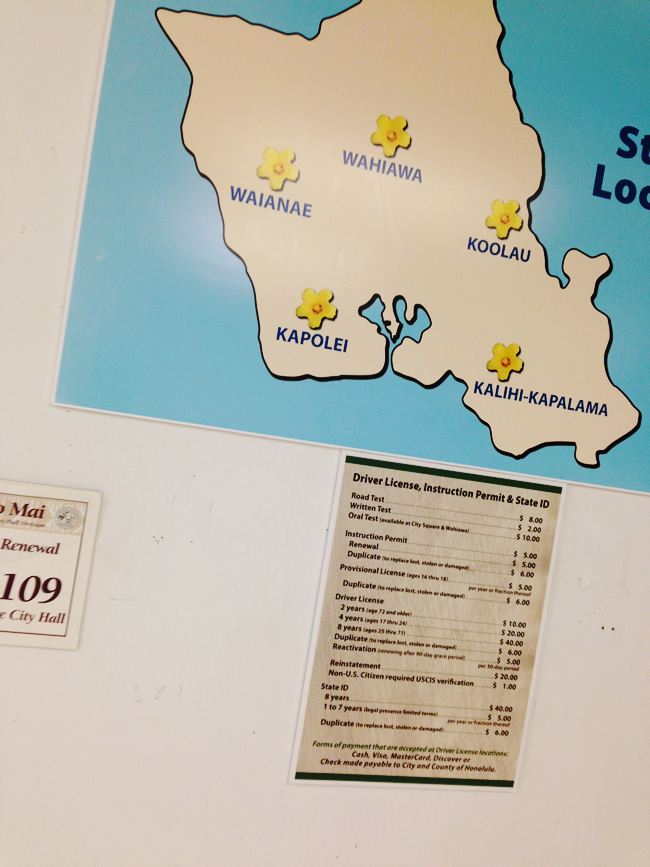 St
Loc
WAHIAWA
WAIANAE
KOOLAU
KAPOLEI
KALIHI-KAPALAMA
o Mai
Renewal
109
e City Hall
Driver License, Instruction Permit & State ID
Road Test $ 8.00
Written Test $ 2.00
Oral Test (available at City Square & Wahiawa) $ 10.00
Instruction Permit $ 5.00
Renewal $ 5.00
Duplicate (to replace lost, stolen or damaged) $ 6.00
Provisional License (ages 16 thru 18) $ 5.00
per year or fraction thereof
Duplicate (to replace lost, stolen or damaged) $ 6.00
Driver License
2 years (age 72 and older) $ 10.00
4 years (ages 17 thru 24) $ 20.00
8 years (ages 25 thru 71) $ 40.00
Duplicate (to replace lost, stolen or damaged) $ 6.00
Reactivation (renewing after 90-day grace period) $ 5.00
per 30-day period
Reinstatement $ 20.00
Non-U.S. Citizen required USCIS verification $ 1.00
State ID
8 years $ 40.00
1 to 7 years (legal presence limited terms) $ 5.00
per year or fraction thereof
Duplicate (to replace lost, stolen or damaged) $ 6.00
Forms of payment that are accepted at Driver License locations:
Cash, Visa, MasterCard, Discover or
Check made payable to City and County of Honolulu.